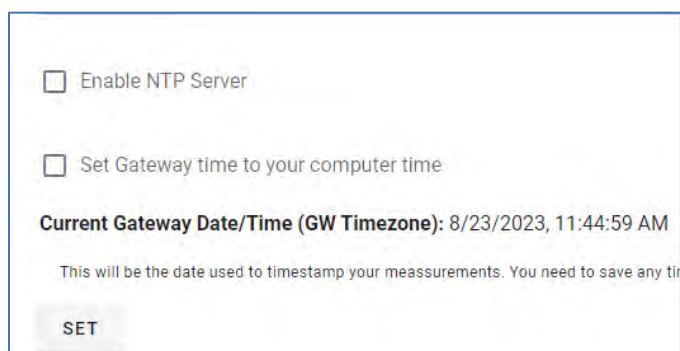 Enable NTP Server
Set Gateway time to your computer time
Current Gateway Date/Time (GW Timezone): 8/23/2023, 11:44:59 AM
This will be the date used to timestamp your meassurements. You need to save any
SET